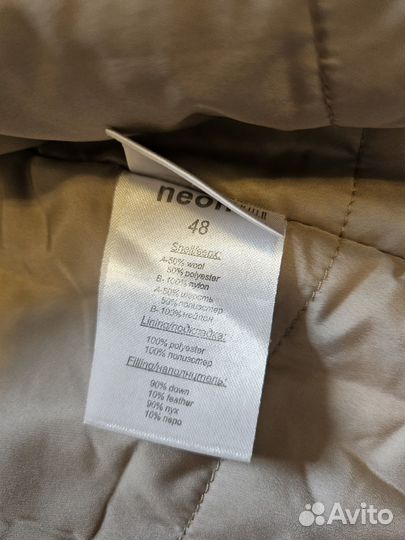 neon
48
Shell/верх:
A-50% wool
50% polyester
B- 100% nylon
A-50% шерсть
50% полиэстер
B- 100% нейлон
Lining/подкладка:
100% polyester
100% полиэстер
Filling/наполнитель:
90% down
10% feather
90% пух
10% перо
Avito